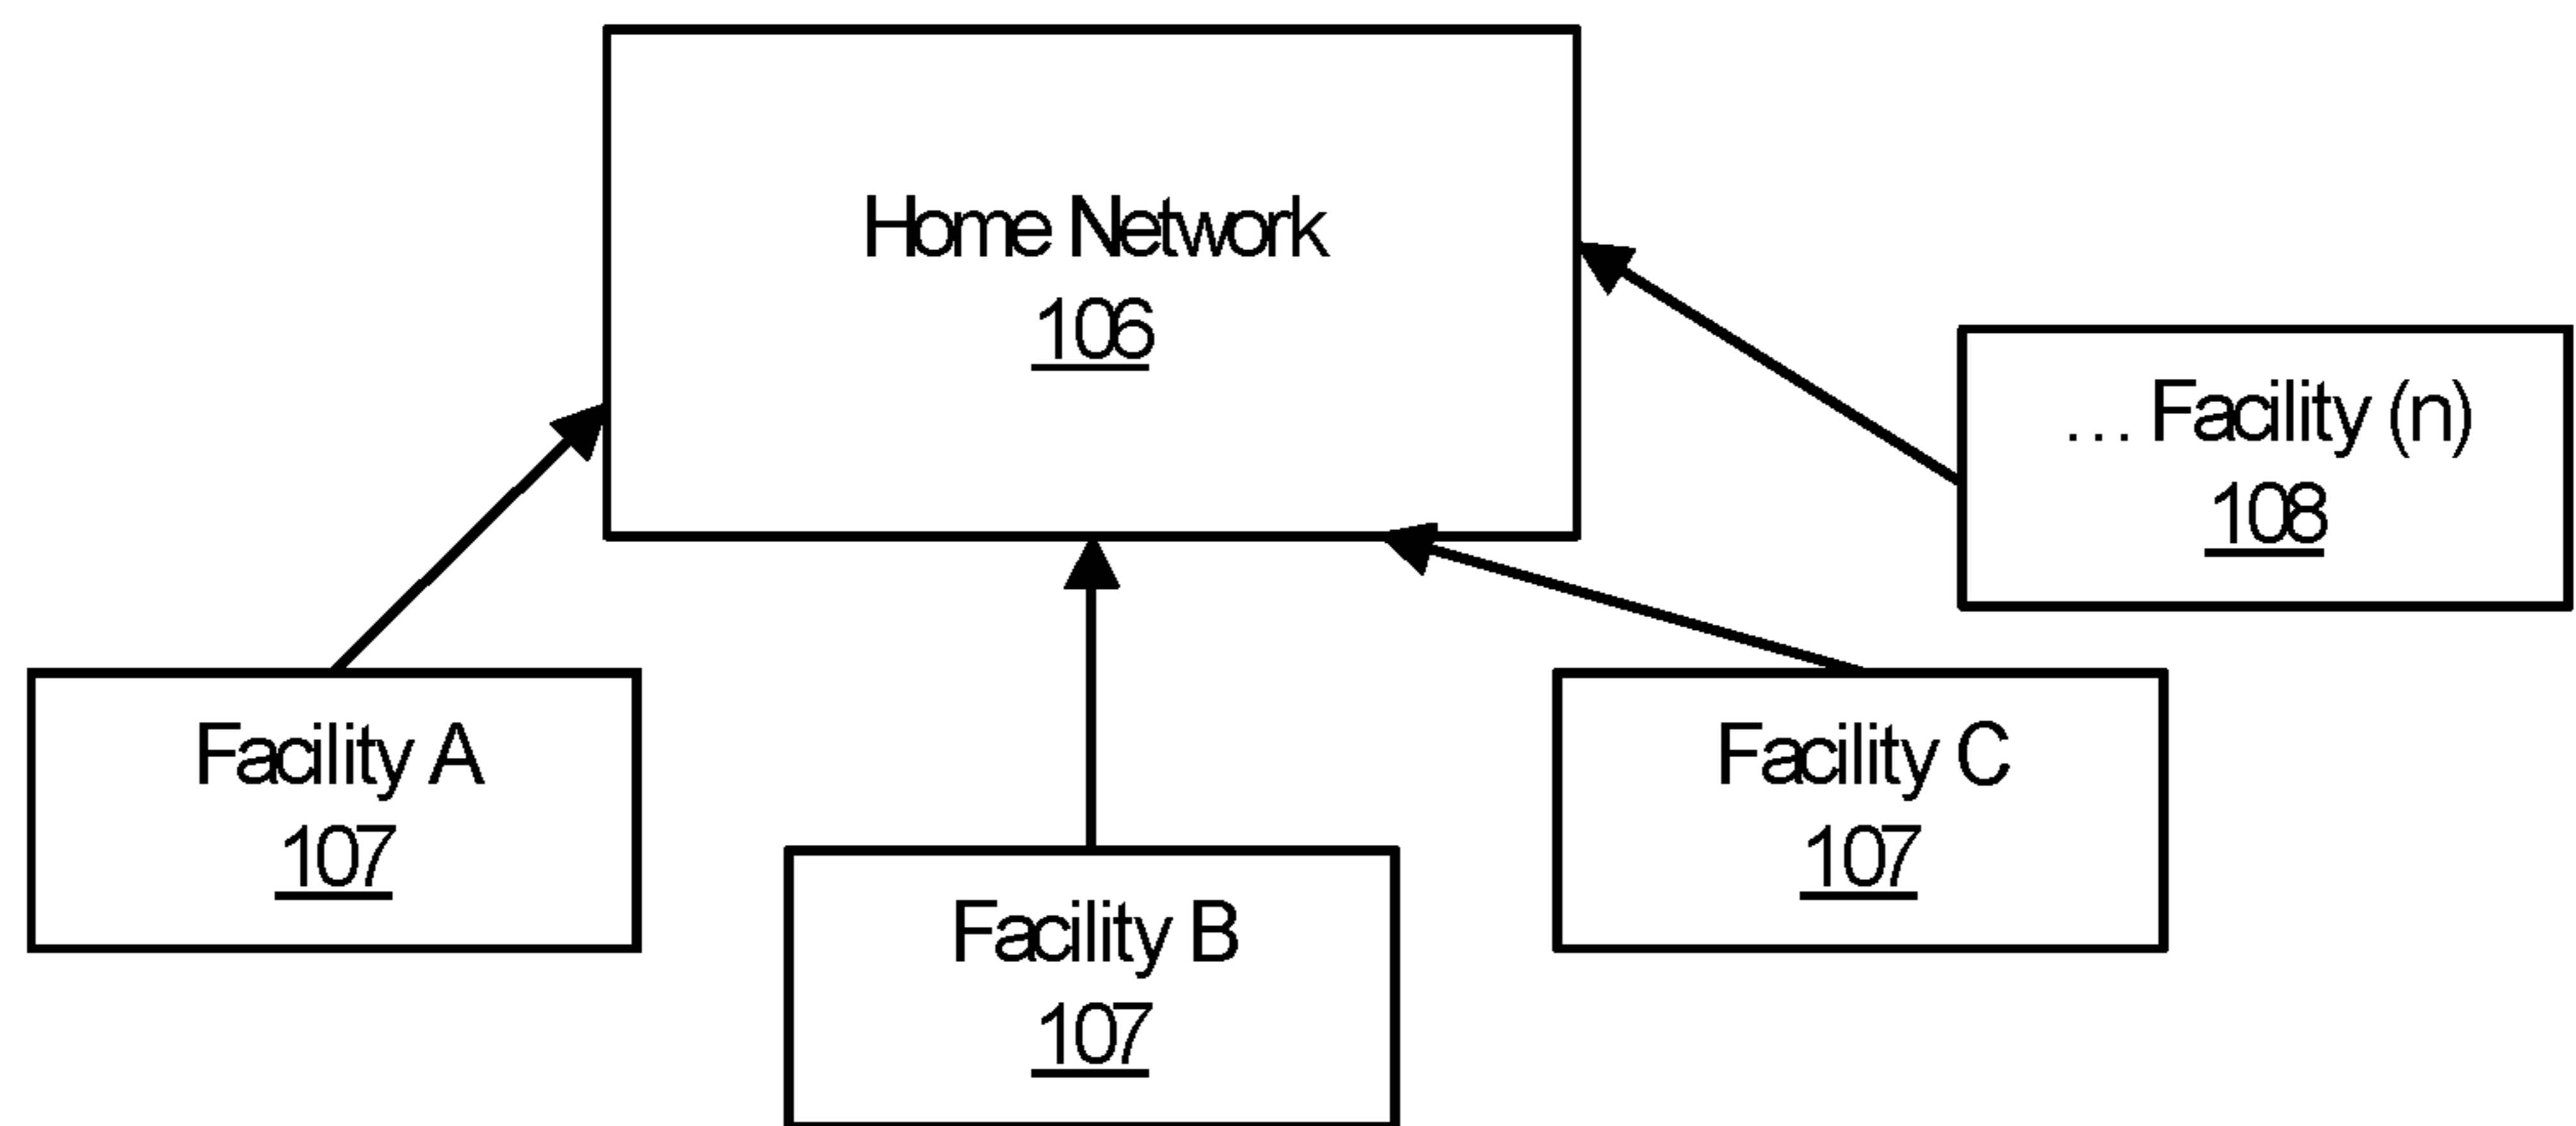 Home Network
106
… Facility (n)
108
Facility A
107
Facility B
107
Facility C
107